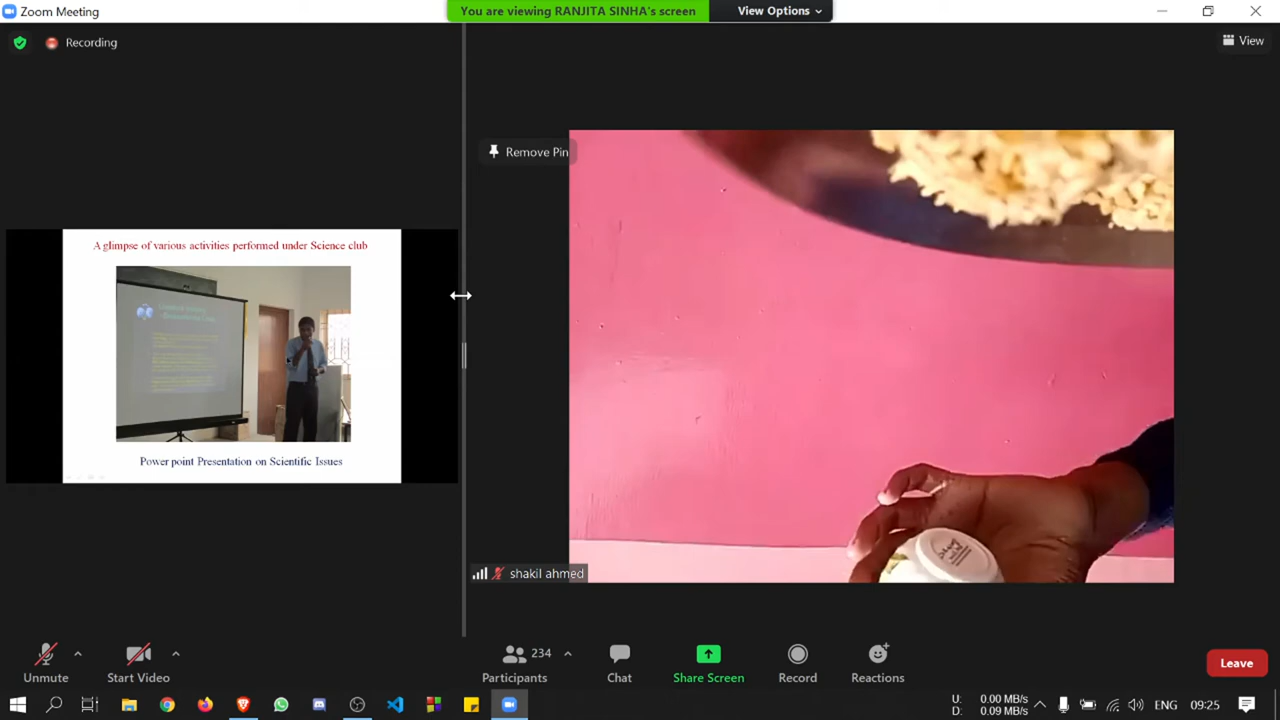 Zoom Meeting
You are viewing RANJITA SINHA's screen
View Options
Recording
View
Remove Pin
A glimpse of various activities performed under Science club
Power point Presentation on Scientific Issues
shakil ahmed
Unmute
Start Video
234
Participants
Chat
Share Screen
Record
Reactions
Leave
U: 0.00 MB/s
D: 0.09 MB/s
ENG
09:25